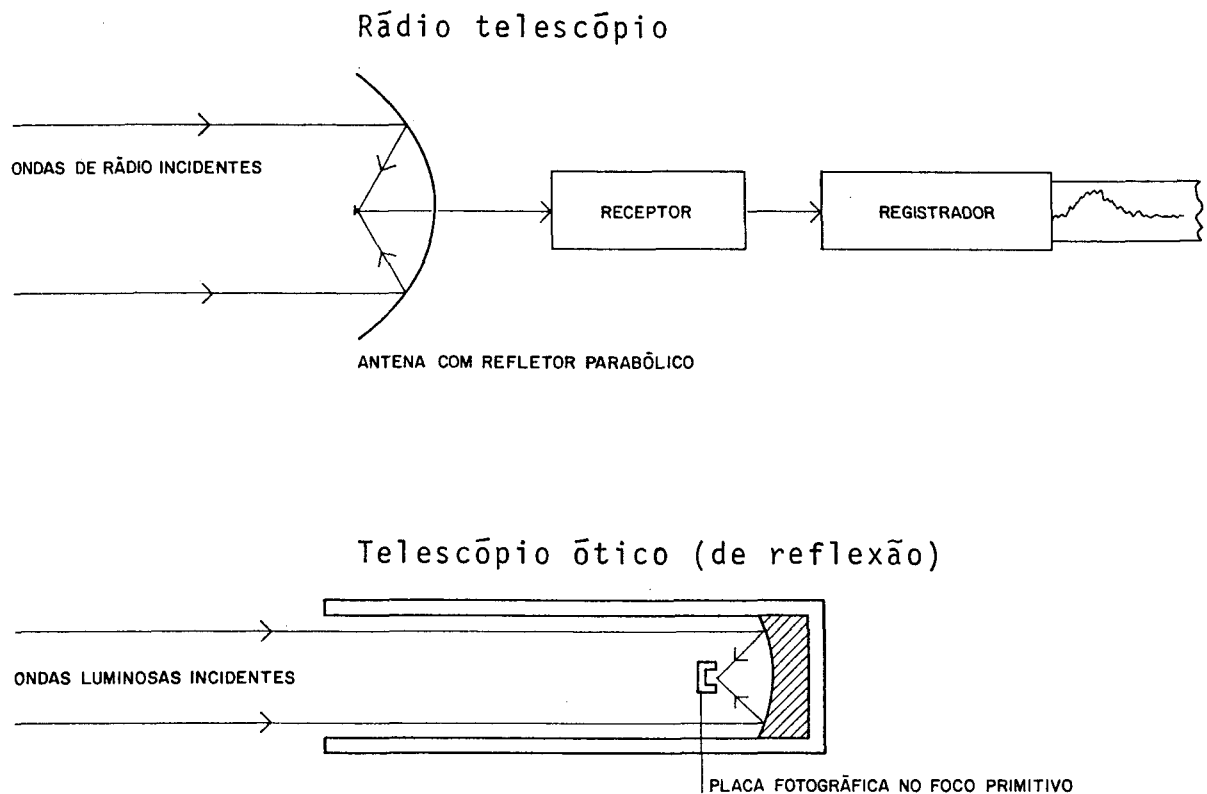 Rádio telescópio
ONDAS DE RÁDIO INCIDENTES
RECEPTOR
REGISTRADOR
ANTENA COM REFLETOR PARABÓLICO
Telescópio ótico (de reflexão)
ONDAS LUMINOSAS INCIDENTES
PLACA FOTOGRÁFICA NO FOCO PRIMITIVO